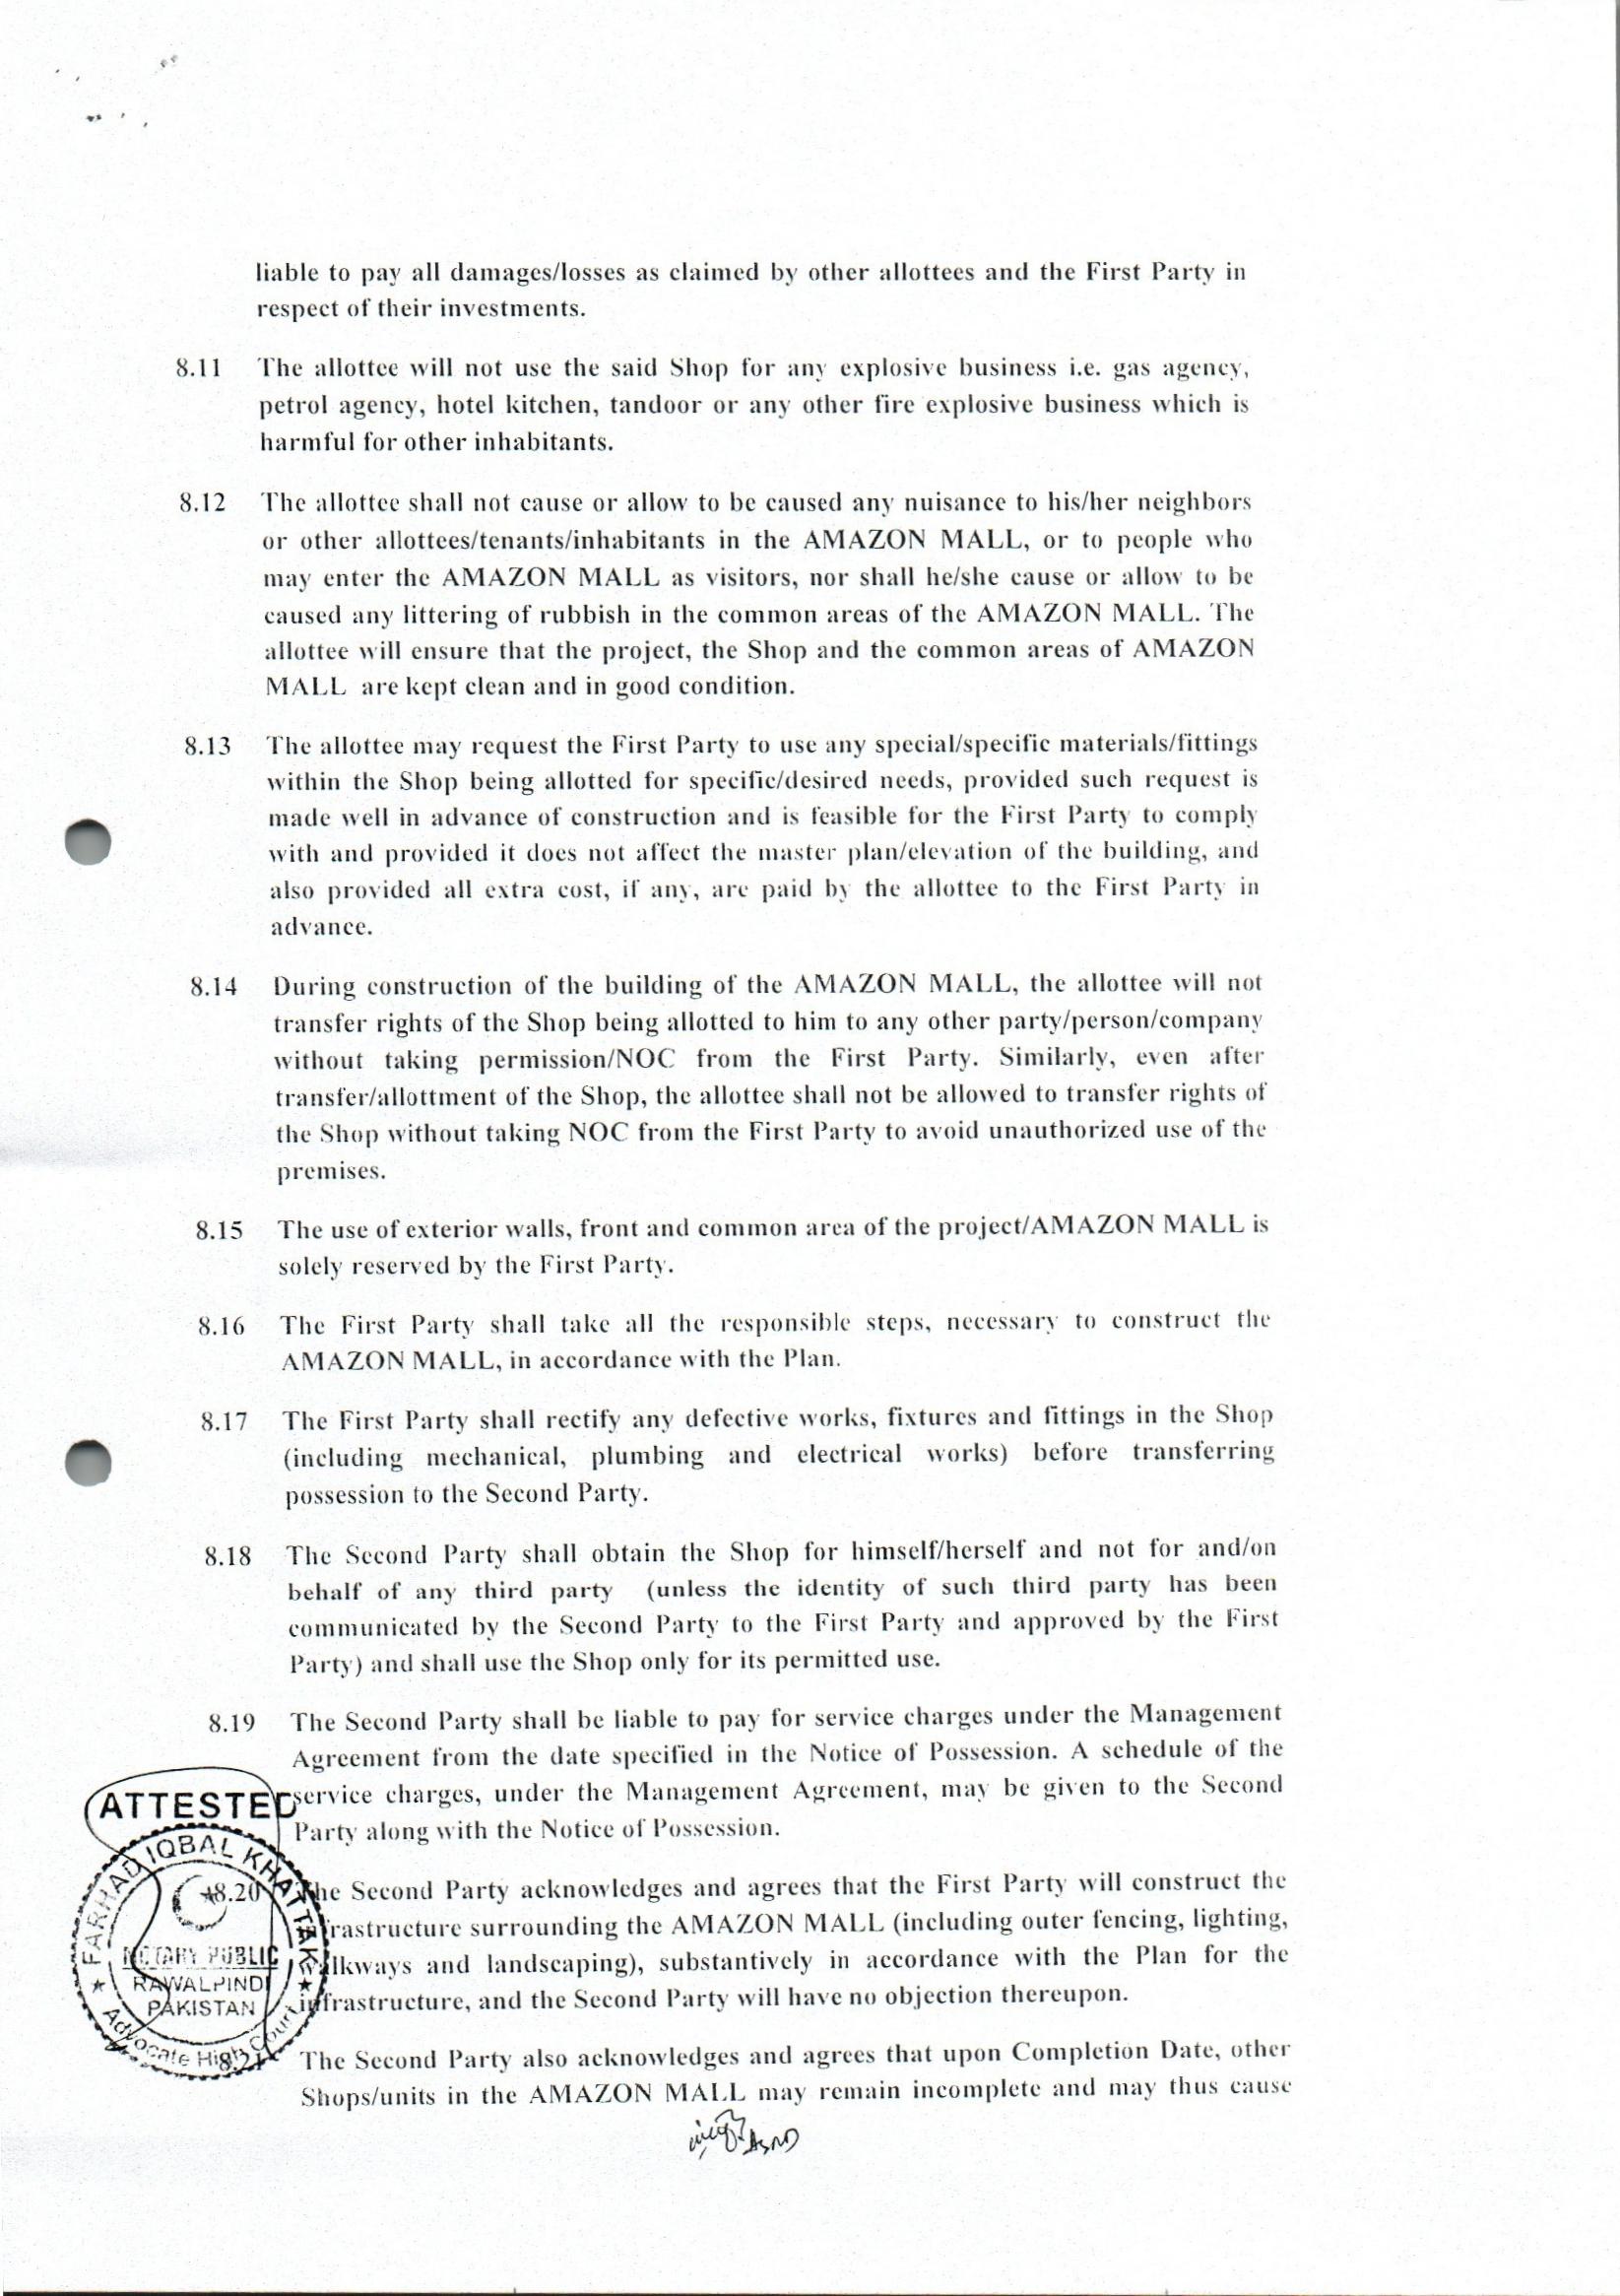 liable to pay all damages/losses as claimed by other allottees and the First Party in
respect of their investments.
8.11 The allottee will not use the said Shop for any explosive business i.e. gas agency,
petrol agency, hotel kitchen, tandoor or any other fire explosive business which is
harmful for other inhabitants.
8.12 The allottee shall not cause or allow to be caused any nuisance to his/her neighbors
or other allottees/tenants/inhabitants in the AMAZON MALL, or to people who
may enter the AMAZON MALL as visitors, nor shall he/she cause or allow to be
caused any littering of rubbish in the common areas of the AMAZON MALL. The
allottee will ensure that the project, the Shop and the common areas of AMAZON
MALL are kept clean and in good condition.
8.13 The allottee may request the First Party to use any special/specific materials/fittings
within the Shop being allotted for specific/desired needs, provided such request is
made well in advance of construction and is feasible for the First Party to comply
with and provided it does not affect the master plan/elevation of the building, and
also provided all extra cost, if any, are paid by the allottee to the First Party in
advance.
8.14 During construction of the building of the AMAZON MALL, the allottee will not
transfer rights of the Shop being allotted to him to any other party/person/company
without taking permission/NOC from the First Party. Similarly, even after
transfer/allottment of the Shop, the allottee shall not be allowed to transfer rights of
the Shop without taking NOC from the First Party to avoid unauthorized use of the
premises.
8.15 The use of exterior walls, front and common area of the project/AMAZON MALL is
solely reserved by the First Party.
8.16 The First Party shall take all the responsible steps, necessary to construct the
AMAZON MALL, in accordance with the Plan.
8.17 The First Party shall rectify any defective works, fixtures and fittings in the Shop
(including mechanical, plumbing and electrical works) before transferring
possession to the Second Party.
8.18 The Second Party shall obtain the Shop for himself/herself and not for and/on
behalf of any third party (unless the identity of such third party has been
communicated by the Second Party to the First Party and approved by the First
Party) and shall use the Shop only for its permitted use.
8.19 The Second Party shall be liable to pay for service charges under the Management
Agreement from the date specified in the Notice of Possession. A schedule of the
service charges, under the Management Agreement, may be given to the Second
Party along with the Notice of Possession.
8.20 The Second Party acknowledges and agrees that the First Party will construct the
infrastructure surrounding the AMAZON MALL (including outer fencing, lighting,
walkways and landscaping), substantively in accordance with the Plan for the
infrastructure, and the Second Party will have no objection thereupon.
8.21 The Second Party also acknowledges and agrees that upon Completion Date, other
Shops/units in the AMAZON MALL may remain incomplete and may thus cause
ATTESTED
FARHAD IQBAL KHATTAK
NOTARY PUBLIC
RAWALPINDI
PAKISTAN
Advocate High Court